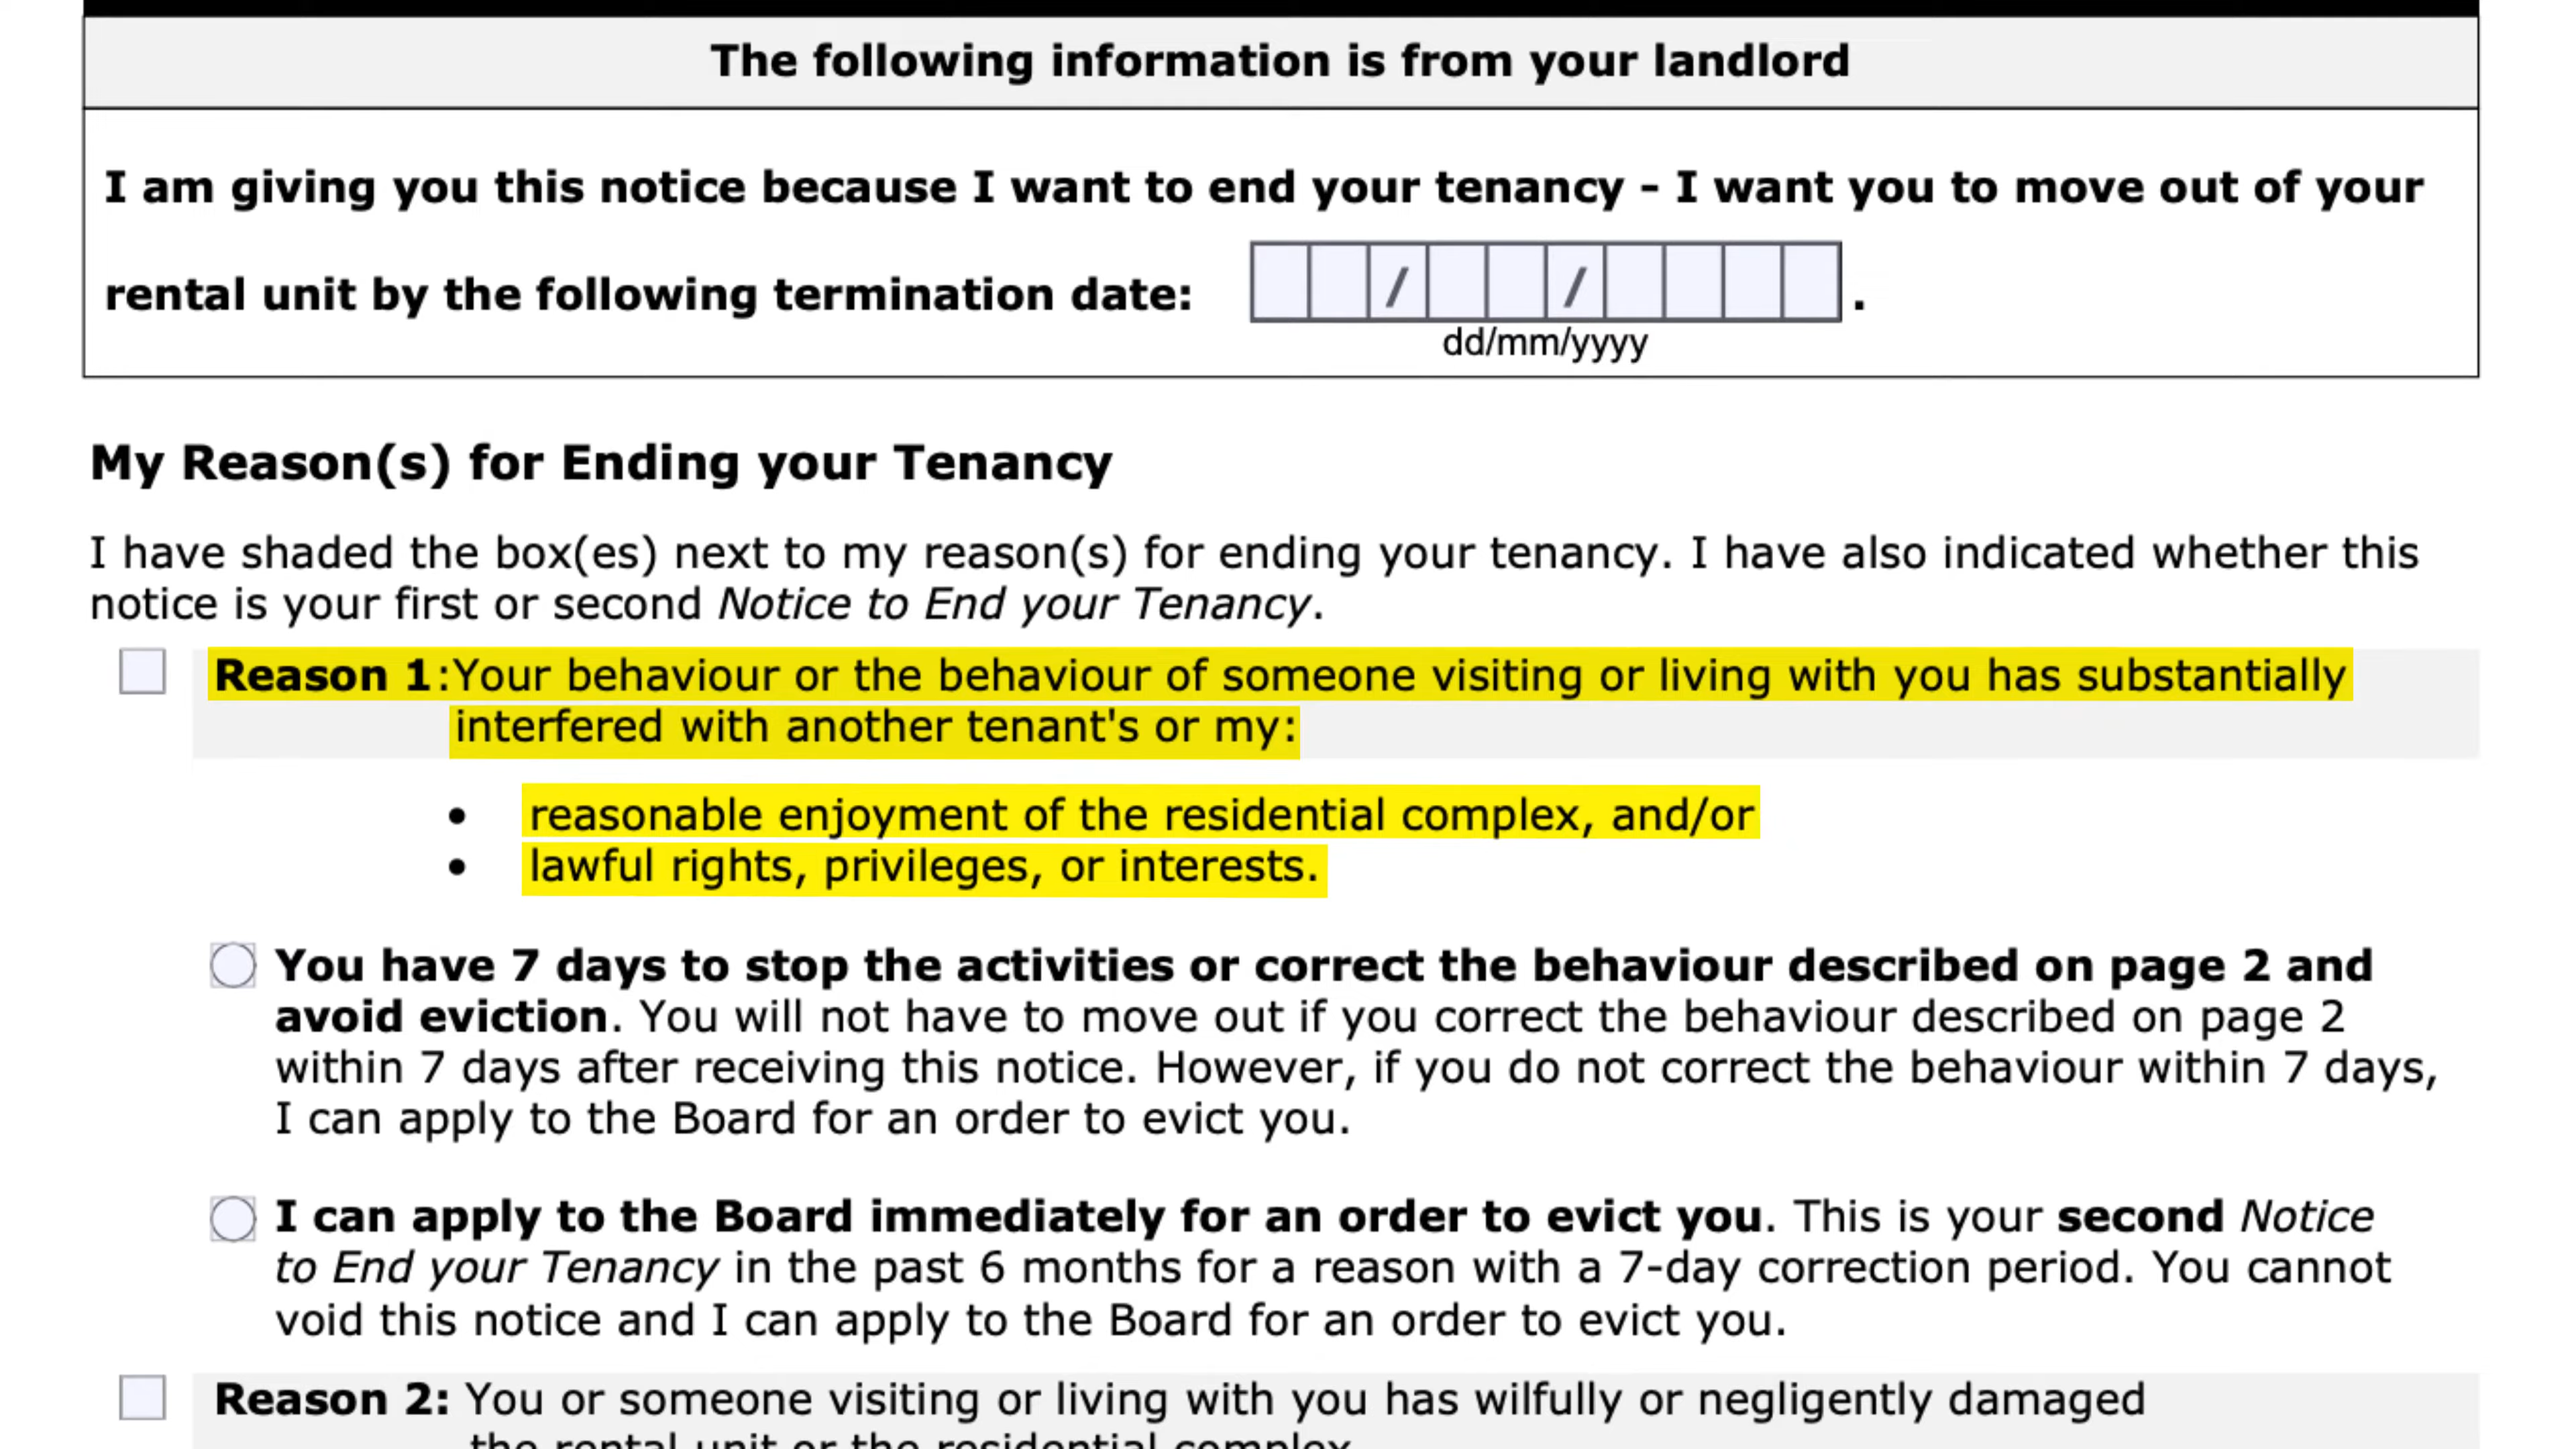 The following information is from your landlord
I am giving you this notice because I want to end your tenancy - I want you to move out of your
rental unit by the following termination date: / / .
dd/mm/yyyy
My Reason(s) for Ending your Tenancy
I have shaded the box(es) next to my reason(s) for ending your tenancy. I have also indicated whether this
notice is your first or second Notice to End your Tenancy.
Reason 1:Your behaviour or the behaviour of someone visiting or living with you has substantially
interfered with another tenant's or my:
• reasonable enjoyment of the residential complex, and/or
• lawful rights, privileges, or interests.
You have 7 days to stop the activities or correct the behaviour described on page 2 and
avoid eviction. You will not have to move out if you correct the behaviour described on page 2
within 7 days after receiving this notice. However, if you do not correct the behaviour within 7 days,
I can apply to the Board for an order to evict you.
I can apply to the Board immediately for an order to evict you. This is your second Notice
to End your Tenancy in the past 6 months for a reason with a 7-day correction period. You cannot
void this notice and I can apply to the Board for an order to evict you.
Reason 2: You or someone visiting or living with you has wilfully or negligently damaged
the rental unit or the residential complex.